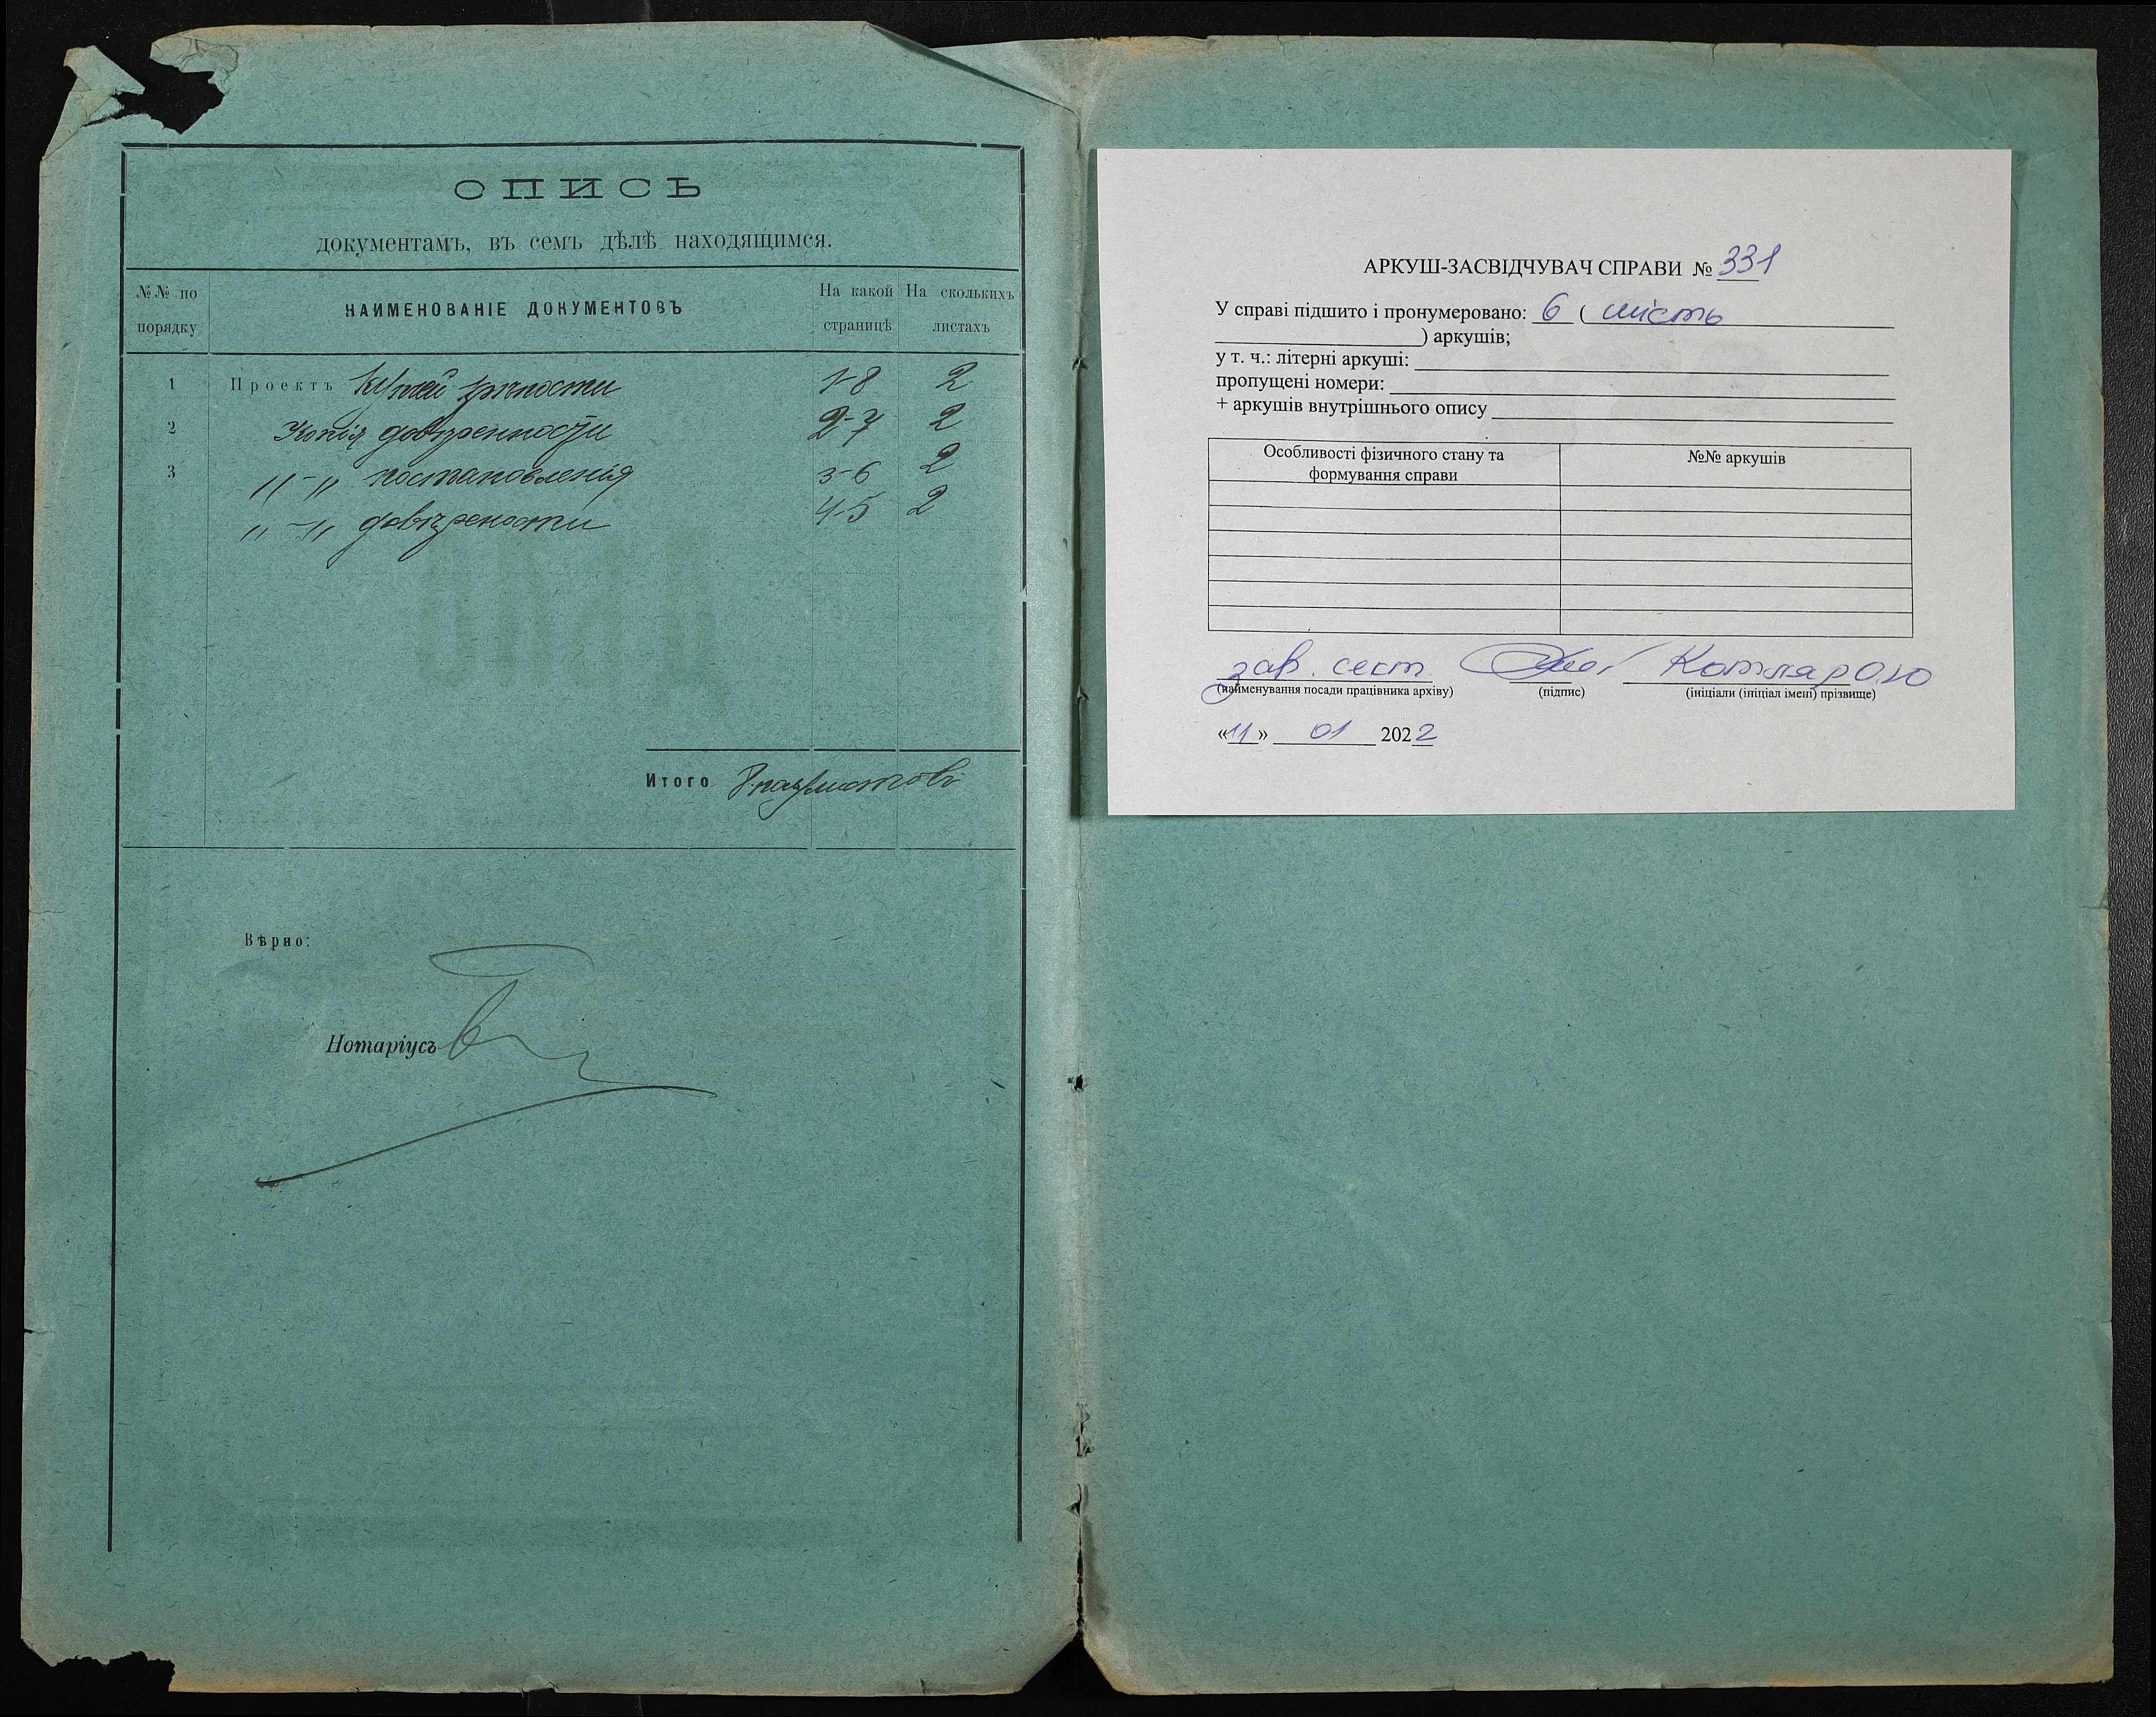 ОПИСЬ
документамъ, въ семъ дѣлѣ находящимся.
№№ по порядку
НАИМЕНОВАНІЕ ДОКУМЕНТОВЪ
На какой страницѣ
На сколькихъ листахъ
1 Проектъ Купчей крѣпости 1-8 2
2 Копія довѣренности 2-7 2
3 "-" постановленія 3-6 2
"-" довѣрености 4-5 2
Итого 8 листовъ
Вѣрно:
Нотаріусъ
АРКУШ-ЗАСВІДЧУВАЧ СПРАВИ № 331
У справі підшито і пронумеровано: 6 ( шість
) аркушів;
у т. ч.: літерні аркуші:
пропущені номери:
+ аркушів внутрішнього опису
Особливості фізичного стану та формування справи
№№ аркушів
зав. сект. Котляр О.Ю
(найменування посади працівника архіву) (підпис) (ініціали (ініціал імені) прізвище)
«11» 01 2022